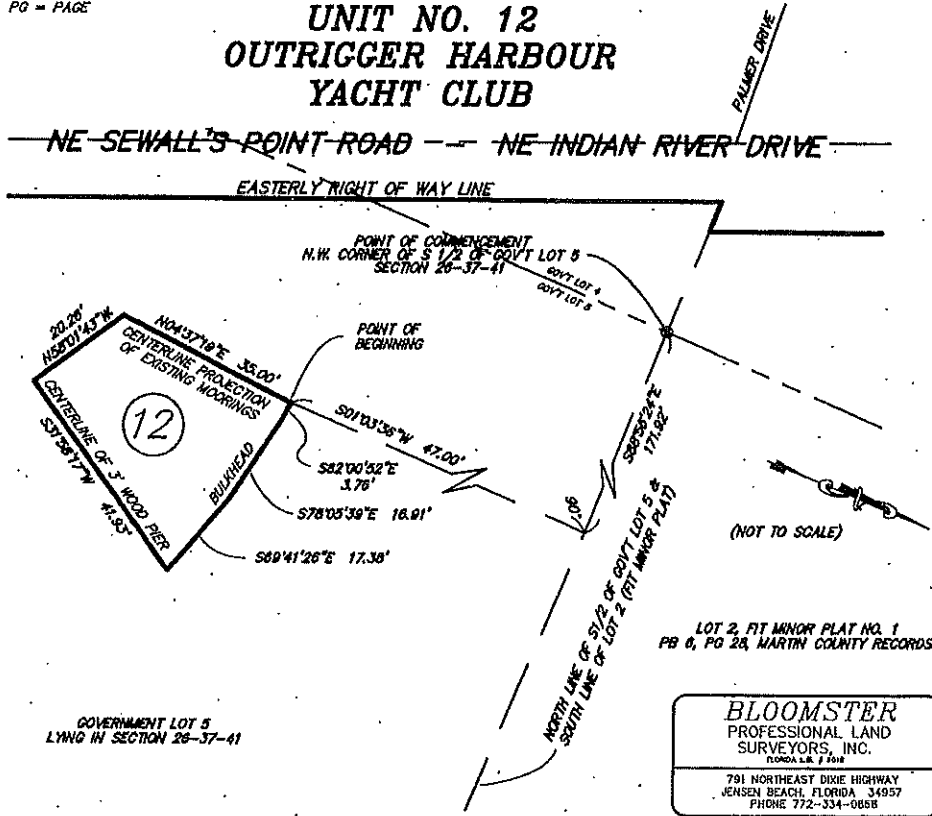 PG = PAGE
UNIT NO. 12
OUTRIGGER HARBOUR
YACHT CLUB
PALMER DRIVE
NE SEWALL'S POINT ROAD -- NE INDIAN RIVER DRIVE
EASTERLY RIGHT OF WAY LINE
POINT OF COMMENCEMENT
N.W. CORNER OF S 1/2 OF GOV'T LOT 5
SECTION 26-37-41
GOV'T LOT 4
GOV'T LOT 5
POINT OF
BEGINNING
20.26'
N58°01'43"W
N04°37'19"E 35.00'
CENTERLINE PROJECTION
OF EXISTING MOORINGS
12
CENTERLINE OF 3' WOOD PIER
S31°58'17"W 41.93'
BULKHEAD
S01°03'36"W 47.00'
S82°00'52"E
3.76'
S78°05'39"E 16.91'
S69°41'26"E 17.38'
90°
S88°56'24"E
171.92'
NORTH LINE OF S1/2 OF GOV'T LOT 5 &
SOUTH LINE OF LOT 2 (FIT MINOR PLAT)
(NOT TO SCALE)
LOT 2, FIT MINOR PLAT NO. 1
PB 6, PG 28, MARTIN COUNTY RECORDS
GOVERNMENT LOT 5
LYING IN SECTION 26-37-41
BLOOMSTER
PROFESSIONAL LAND
SURVEYORS, INC.
791 NORTHEAST DIXIE HIGHWAY
JENSEN BEACH, FLORIDA 34957
PHONE 772-334-0868